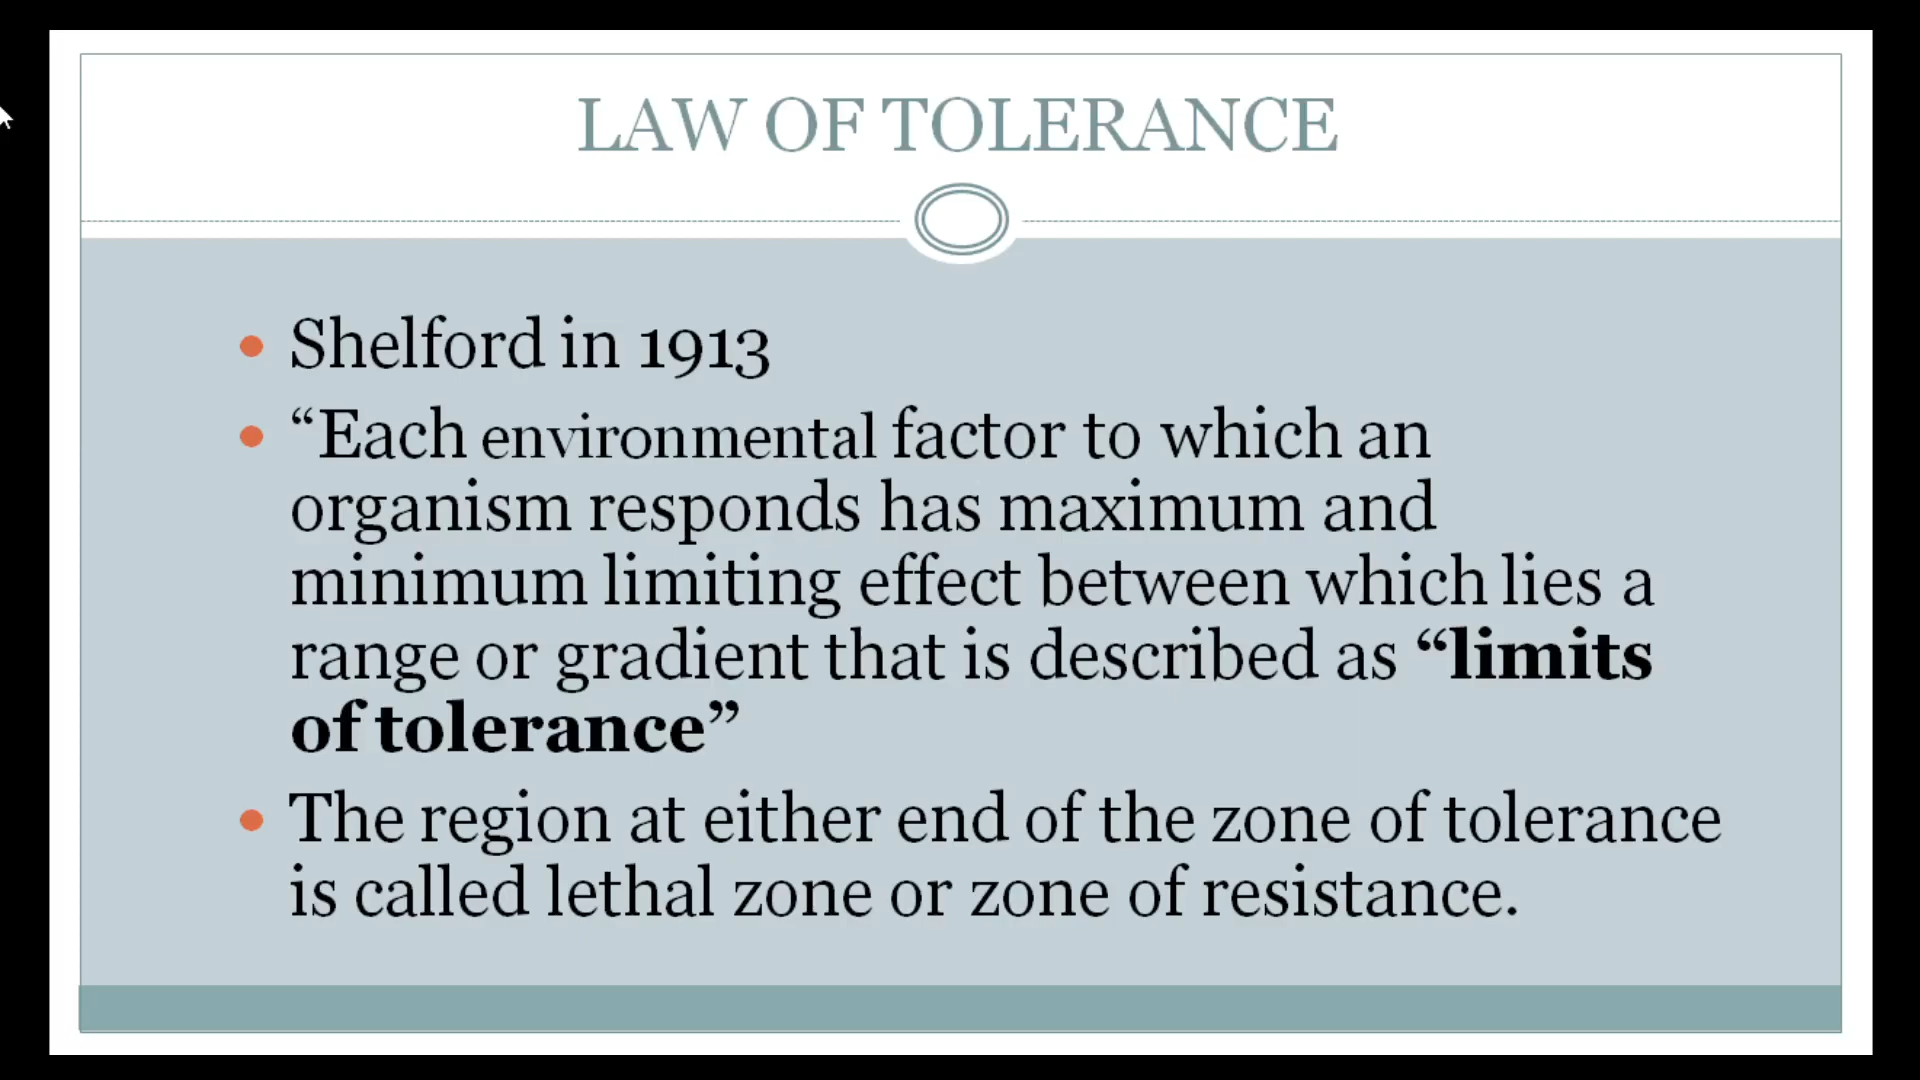 LAW OF TOLERANCE
• Shelford in 1913
• “Each environmental factor to which an
organism responds has maximum and
minimum limiting effect between which lies a
range or gradient that is described as “limits
of tolerance”
• The region at either end of the zone of tolerance
is called lethal zone or zone of resistance.